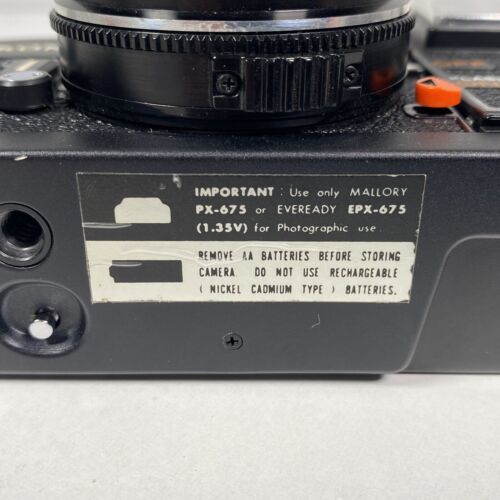 IMPORTANT : Use only MALLORY
PX-675 or EVEREADY EPX-675
(1.35V) for Photographic use.
REMOVE AA BATTERIES BEFORE STORING
CAMERA. DO NOT USE RECHARGEABLE
( NICKEL CADMIUM TYPE ) BATTERIES.